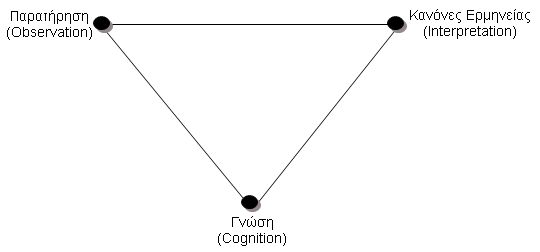 Παρατήρηση
(Observation)
Κανόνες Ερμηνείας
(Interpretation)
Γνώση
(Cognition)